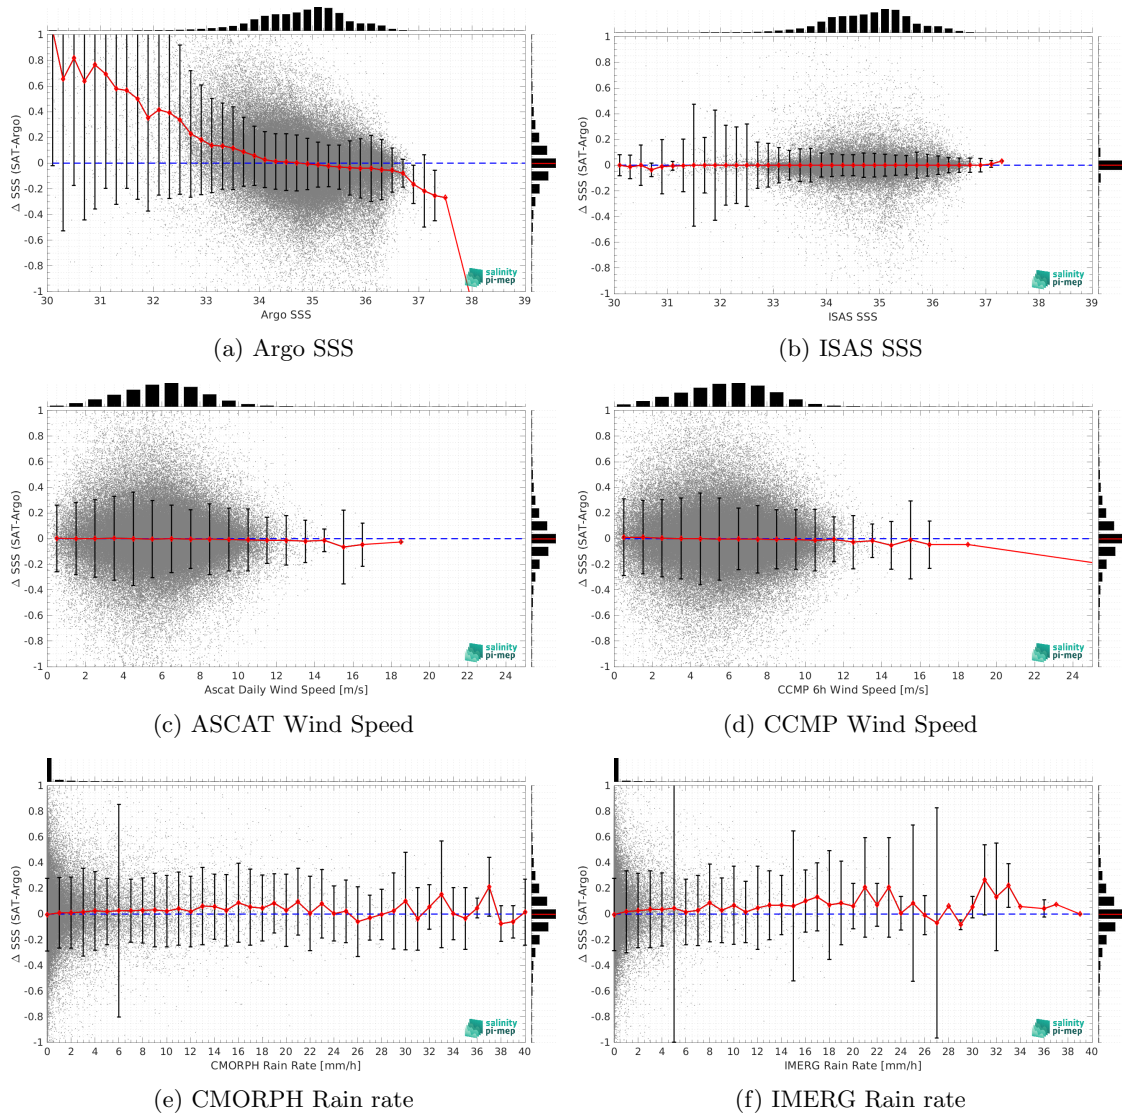 1
0.8
0.6
0.4
0.2
0
-0.2
-0.4
-0.6
-0.8
-1
Δ SSS (SAT-Argo)
30 31 32 33 34 35 36 37 38 39
Argo SSS
salinity
pi-mep
(a) Argo SSS
1
0.8
0.6
0.4
0.2
0
-0.2
-0.4
-0.6
-0.8
-1
Δ SSS (SAT-Argo)
30 31 32 33 34 35 36 37 38 39
ISAS SSS
salinity
pi-mep
(b) ISAS SSS
1
0.8
0.6
0.4
0.2
0
-0.2
-0.4
-0.6
-0.8
-1
Δ SSS (SAT-Argo)
0 2 4 6 8 10 12 14 16 18 20 22 24
Ascat Daily Wind Speed [m/s]
salinity
pi-mep
(c) ASCAT Wind Speed
1
0.8
0.6
0.4
0.2
0
-0.2
-0.4
-0.6
-0.8
-1
Δ SSS (SAT-Argo)
0 2 4 6 8 10 12 14 16 18 20 22 24
CCMP 6h Wind Speed [m/s]
salinity
pi-mep
(d) CCMP Wind Speed
1
0.8
0.6
0.4
0.2
0
-0.2
-0.4
-0.6
-0.8
-1
Δ SSS (SAT-Argo)
0 2 4 6 8 10 12 14 16 18 20 22 24 26 28 30 32 34 36 38 40
CMORPH Rain Rate [mm/h]
salinity
pi-mep
(e) CMORPH Rain rate
1
0.8
0.6
0.4
0.2
0
-0.2
-0.4
-0.6
-0.8
-1
Δ SSS (SAT-Argo)
0 2 4 6 8 10 12 14 16 18 20 22 24 26 28 30 32 34 36 38 40
IMERG Rain Rate [mm/h]
salinity
pi-mep
(f) IMERG Rain rate